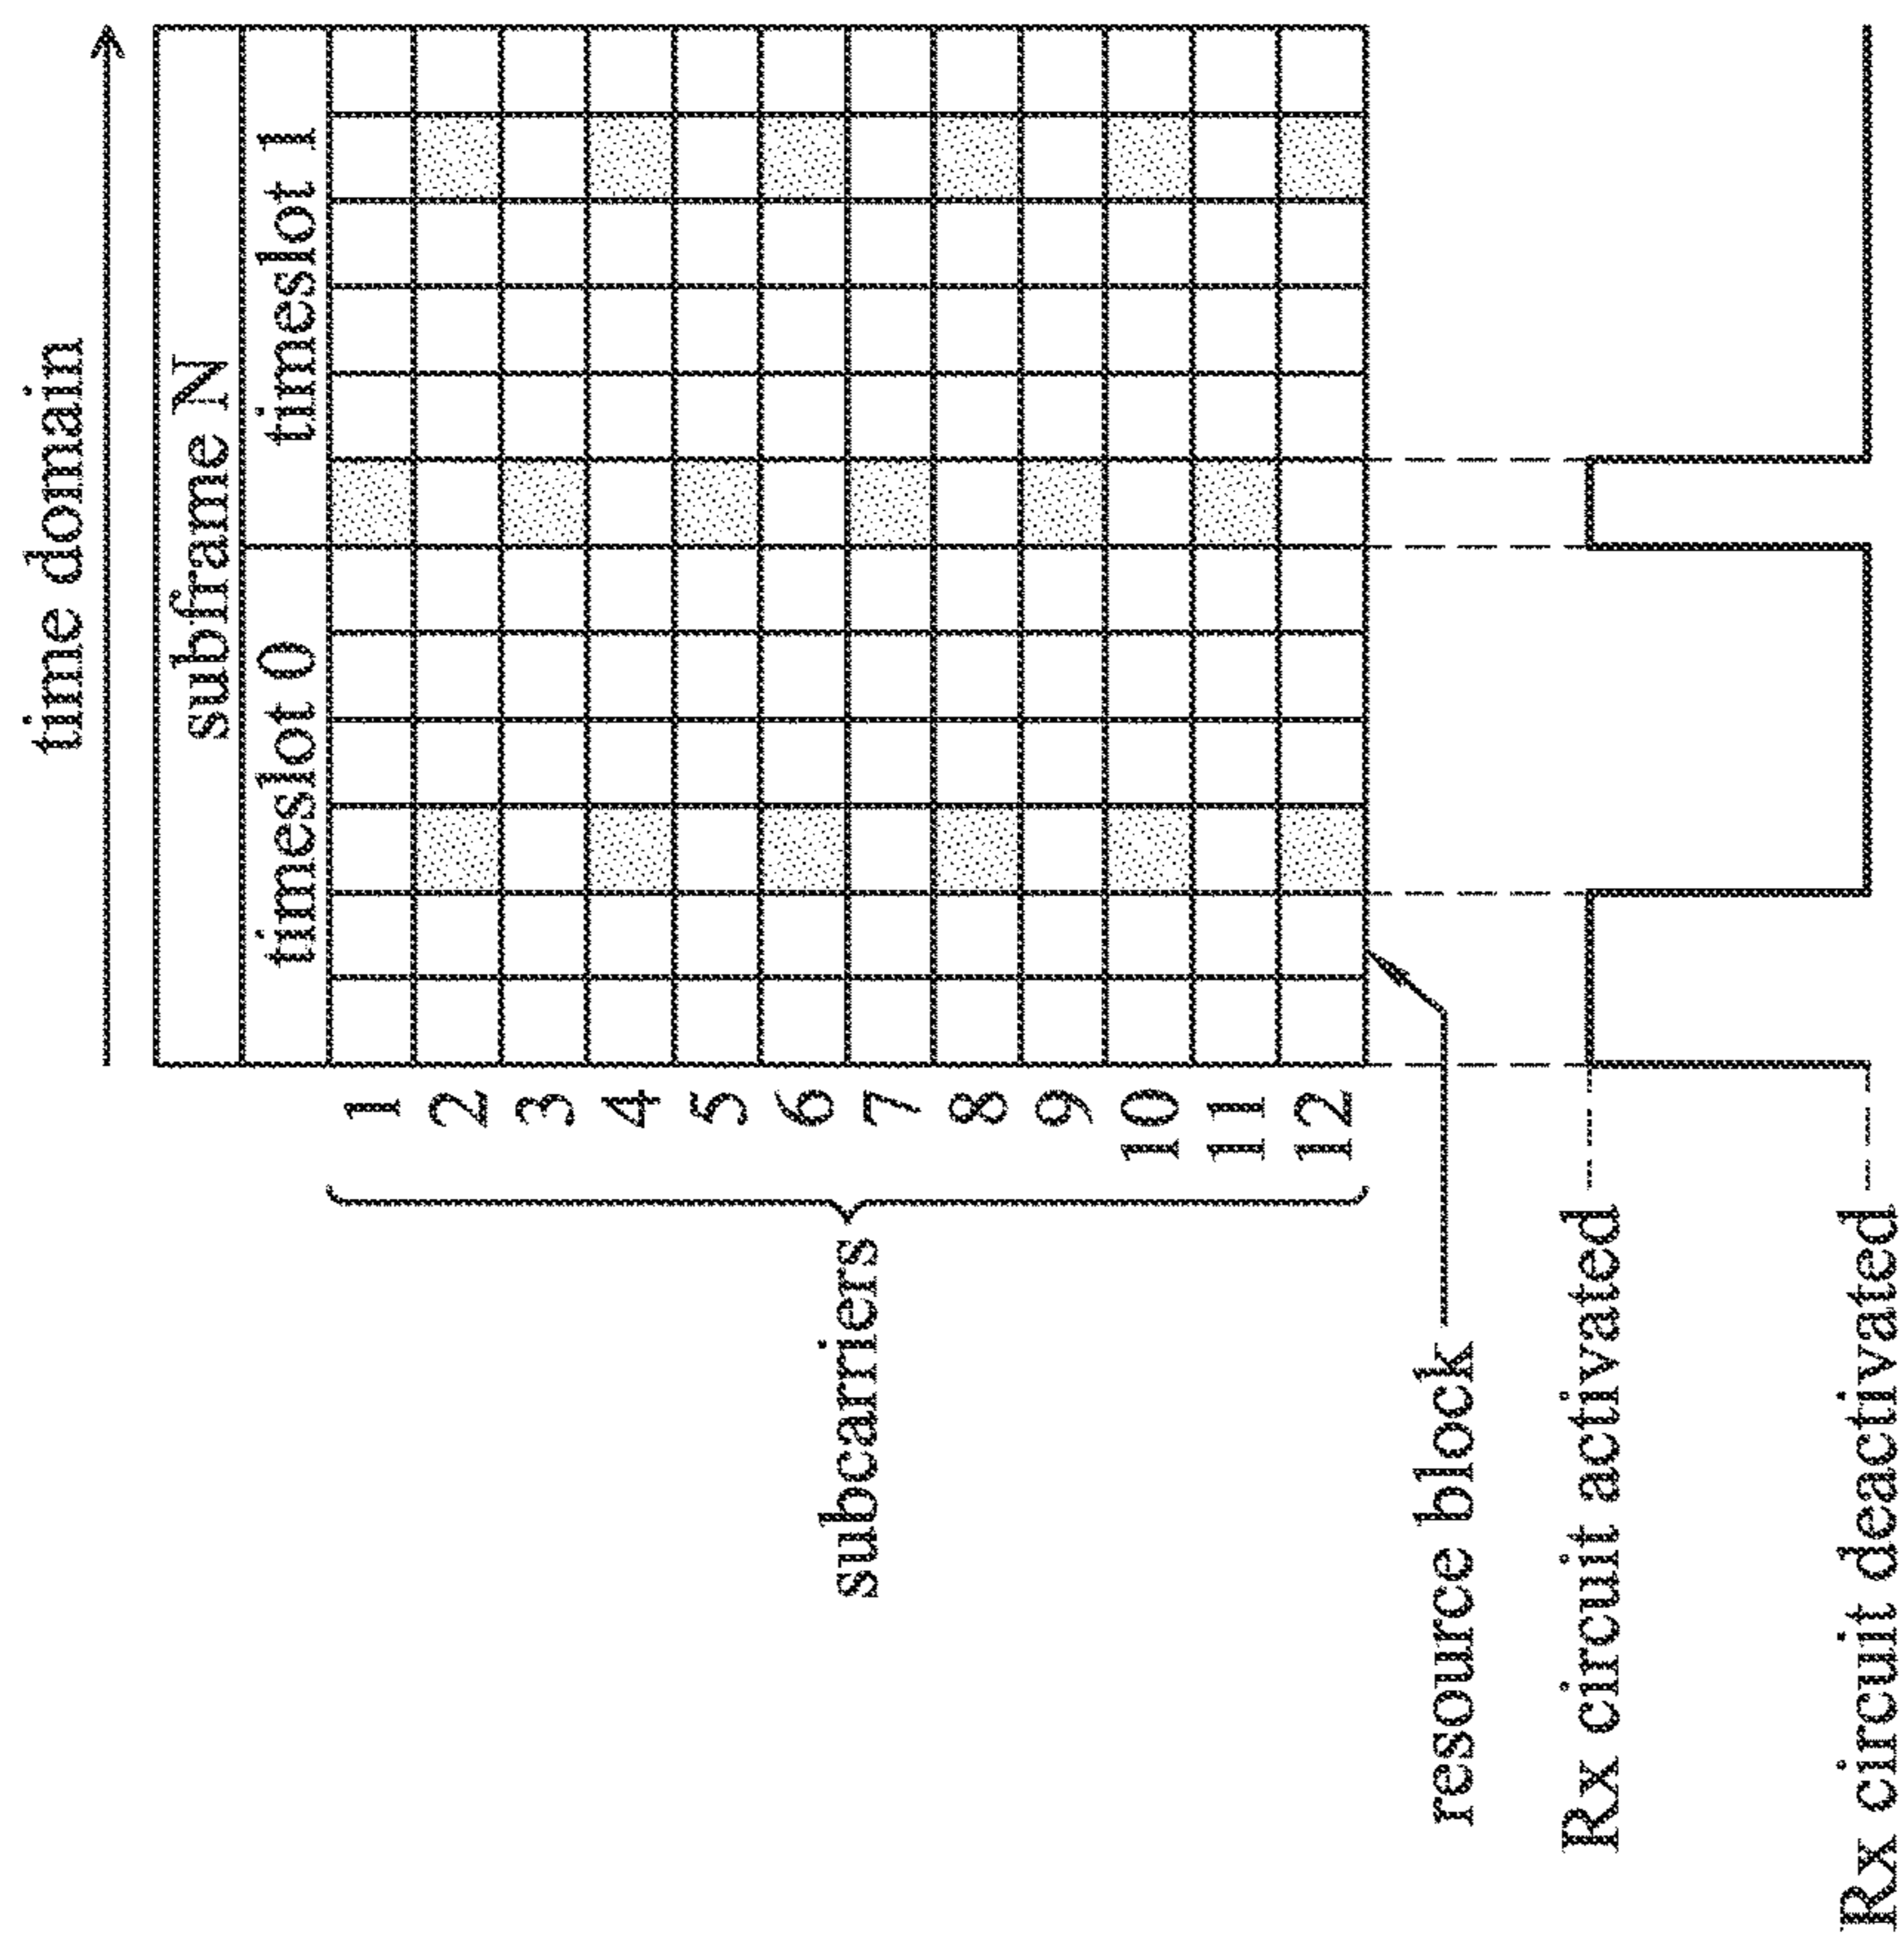 time domain
subframe N
timeslot 0
timeslot 1
subcarriers
1
2
3
4
5
6
7
8
9
10
11
12
resource block
Rx circuit activated
Rx circuit deactivated